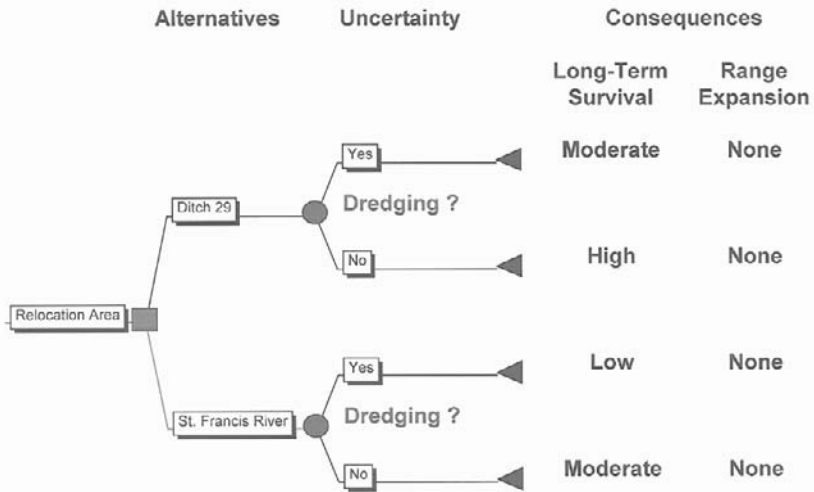 Alternatives Uncertainty Consequences
Long-Term Range
Survival Expansion
Yes Moderate None
Ditch 29 Dredging ?
No High None
Relocation Area
Yes Low None
St. Francis River Dredging ?
No Moderate None